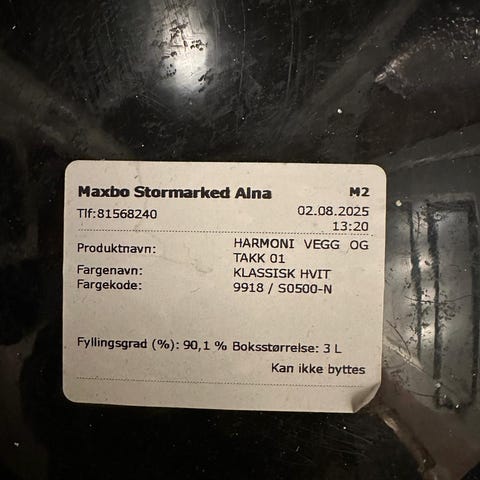 Maxbo Stormarked Alna M2
Tlf:81568240 02.08.2025
13:20
Produktnavn: HARMONI VEGG OG
TAKK 01
Fargenavn: KLASSISK HVIT
Fargekode: 9918 / S0500-N
Fyllingsgrad (%): 90,1 % Boksstørrelse: 3 L
Kan ikke byttes